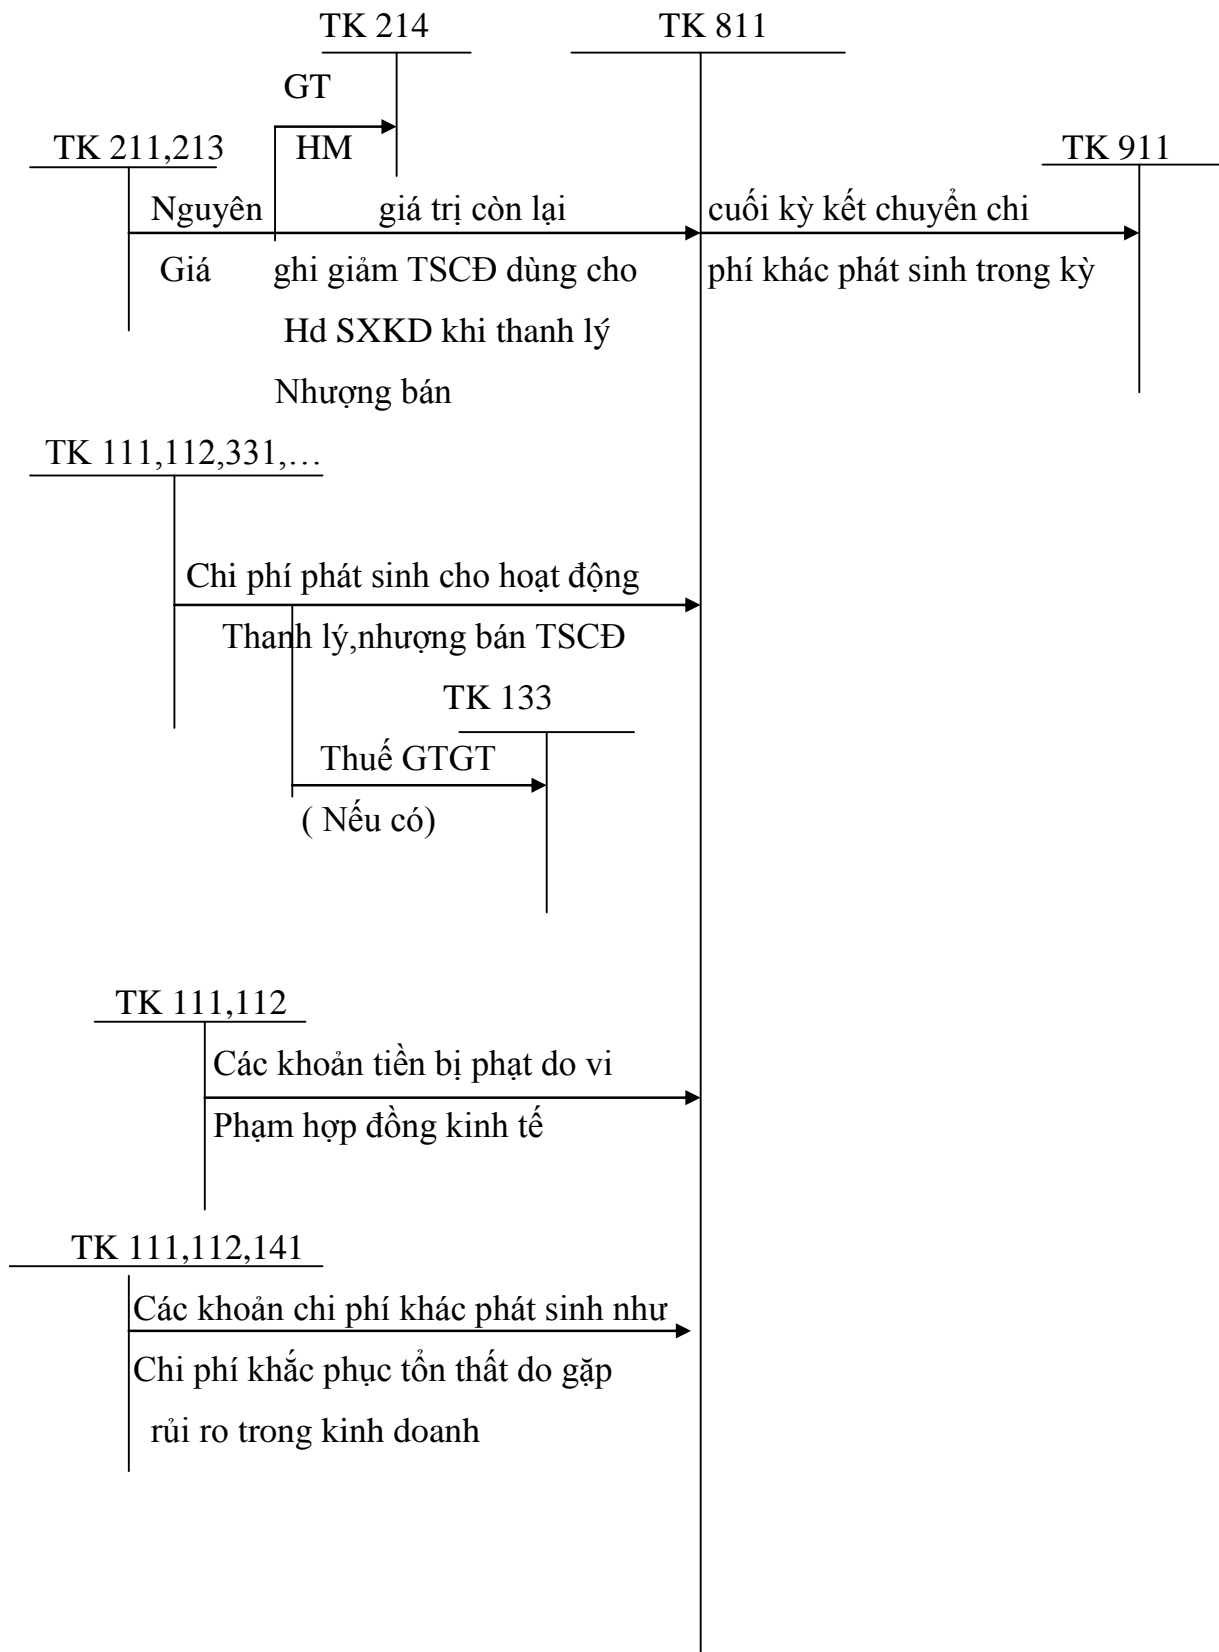 TK 214
TK 811
GT
TK 211,213
HM
TK 911
Nguyên
giá trị còn lại
cuối kỳ kết chuyển chi
Giá
ghi giảm TSCĐ dùng cho
phí khác phát sinh trong kỳ
Hd SXKD khi thanh lý
Nhượng bán
TK 111,112,331,…
Chi phí phát sinh cho hoạt động
Thanh lý,nhượng bán TSCĐ
TK 133
Thuế GTGT
( Nếu có)
TK 111,112
Các khoản tiền bị phạt do vi
Phạm hợp đồng kinh tế
TK 111,112,141
Các khoản chi phí khác phát sinh như
Chi phí khắc phục tổn thất do gặp
rủi ro trong kinh doanh